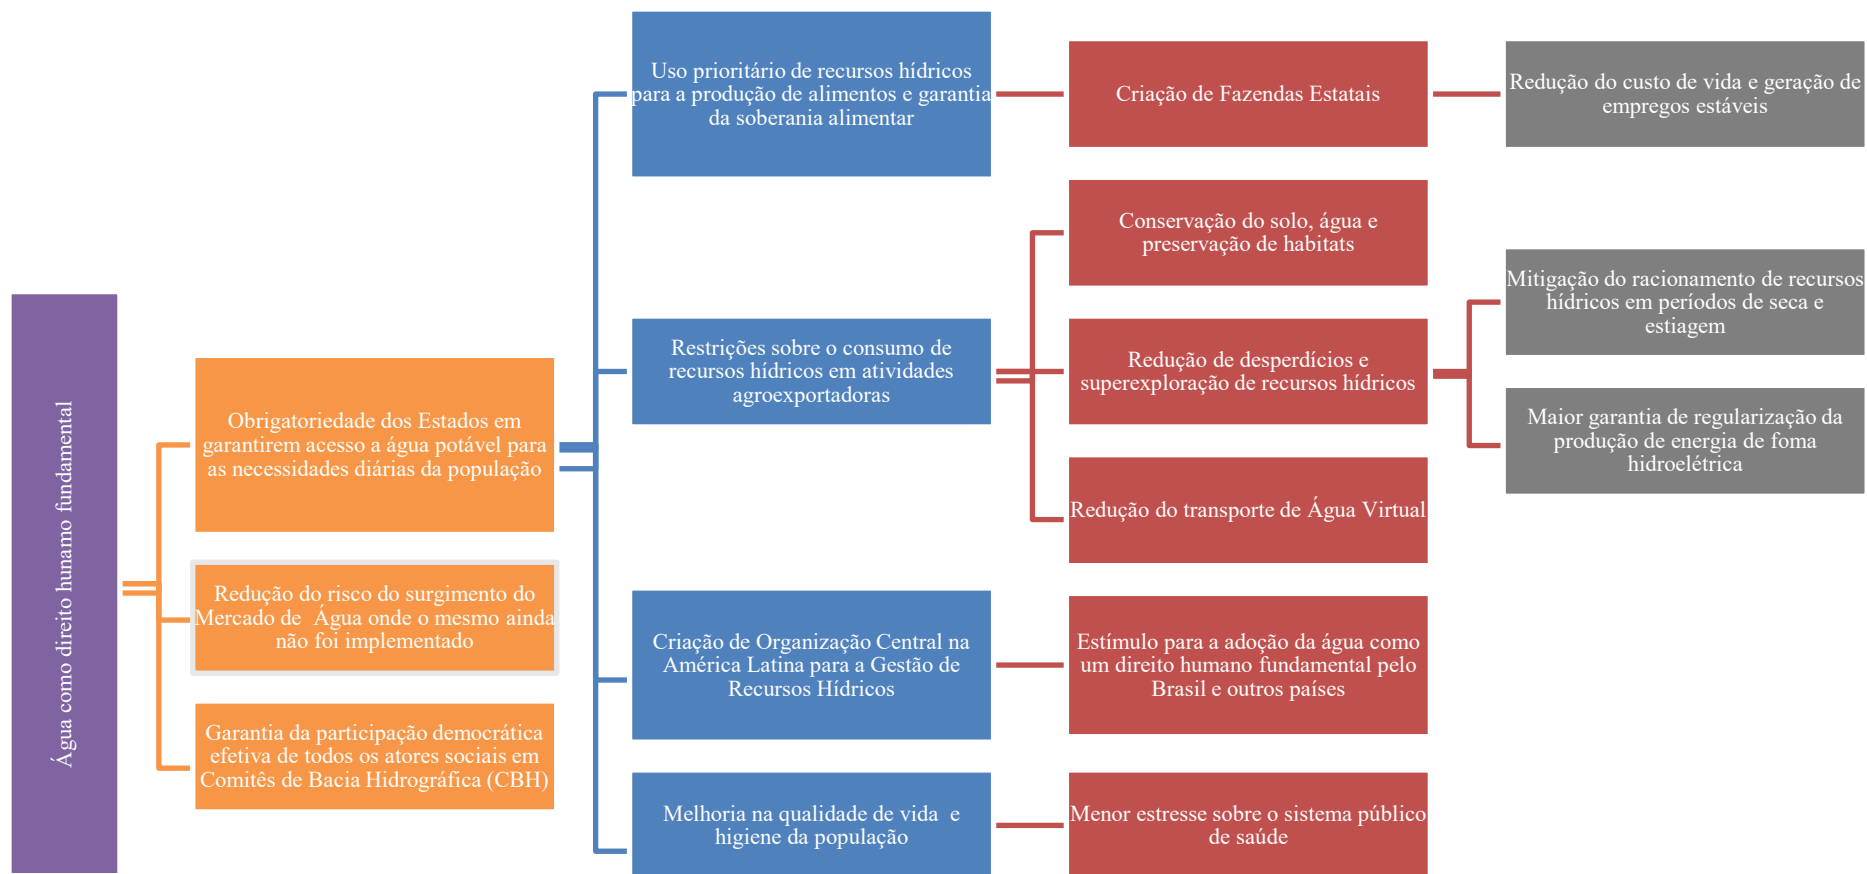 Água como direito hunamo fundamental
Obrigatoriedade dos Estados em
garantirem acesso a água potável para
as necessidades diárias da população
Redução do risco do surgimento do
Mercado de Água onde o mesmo ainda
não foi implementado
Garantia da participação democrática
efetiva de todos os atores sociais em
Comitês de Bacia Hidrográfica (CBH)
Uso prioritário de recursos hídricos
para a produção de alimentos e garantia
da soberania alimentar
Restrições sobre o consumo de
recursos hídricos em atividades
agroexportadoras
Criação de Organização Central na
América Latina para a Gestão de
Recursos Hídricos
Melhoria na qualidade de vida e
higiene da população
Criação de Fazendas Estatais
Conservação do solo, água e
preservação de habitats
Redução de desperdícios e
superexploração de recursos hídricos
Redução do transporte de Água Virtual
Estímulo para a adoção da água como
um direito humano fundamental pelo
Brasil e outros países
Menor estresse sobre o sistema público
de saúde
Redução do custo de vida e geração de
empregos estáveis
Mitigação do racionamento de recursos
hídricos em períodos de seca e
estiagem
Maior garantia de regularização da
produção de energia de foma
hidroelétrica